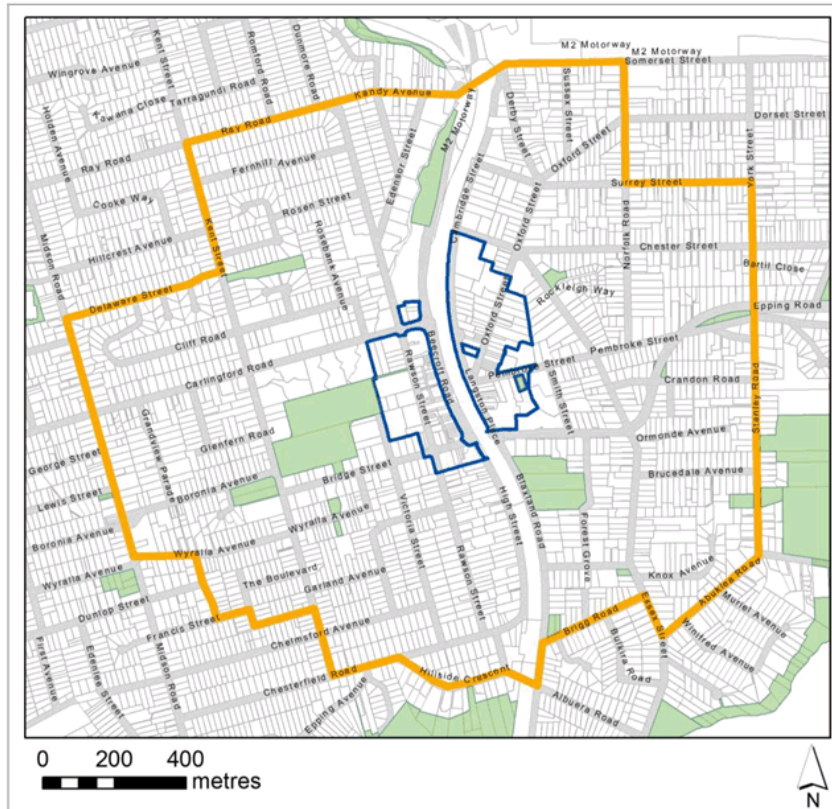 M2 Motorway
M2 Motorway
Somerset Street
Wingrove Avenue
Kent Street
Romford Road
Dunmore Road
Tarragundi Road
Kawana Close
Holden Avenue
Kandy Avenue
M2 Motorway
Derby Street
Sussex Street
Dorset Street
Ray Road
Ray Road
Fernhill Avenue
Edensor Street
Oxford Street
Surrey Street
York Street
Cooke Way
Rosen Street
Cambridge Street
Oxford Street
Norfolk Road
Hillcrest Avenue
Kent Street
Rosebank Avenue
Chester Street
Midson Road
Bartil Close
Delaware Street
Rockleigh Way
Oxford Street
Epping Road
Cliff Road
Beecroft Road
Pembroke Street
Carlingford Road
Rawson Street
Langston Place
Pembroke Street
Smith Street
Crandon Road
Stanley Road
Grandview Parade
Glenfern Road
Ormonde Avenue
George Street
Bridge Street
Brucedale Avenue
Lewis Street
Boronia Avenue
Victoria Street
High Street
Blaxland Road
Boronia Avenue
Wyralla Avenue
Forest Grove
Wyralla Avenue
Wyralla Avenue
The Boulevard
Garland Avenue
Rawson Street
Knox Avenue
Abuklea Road
Dunlop Street
Francis Street
Chelmsford Avenue
Brigg Road
Essex Street
Muriel Avenue
Winifred Avenue
First Avenue
Edenlee Street
Midson Road
Chesterfield Road
Hillside Crescent
Bulkira Road
Epping Avenue
Albuera Road
0 200 400
metres
N